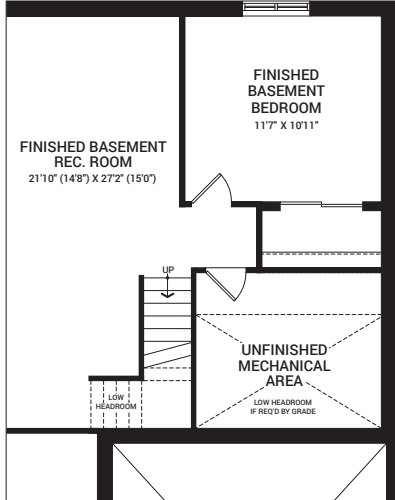 FINISHED
BASEMENT
BEDROOM
11'7" X 10'11"
FINISHED BASEMENT
REC. ROOM
21'10" (14'8") X 27'2" (15'0")
UP
UNFINISHED
MECHANICAL
AREA
LOW HEADROOM
IF REQ'D BY GRADE
LOW
HEADROOM